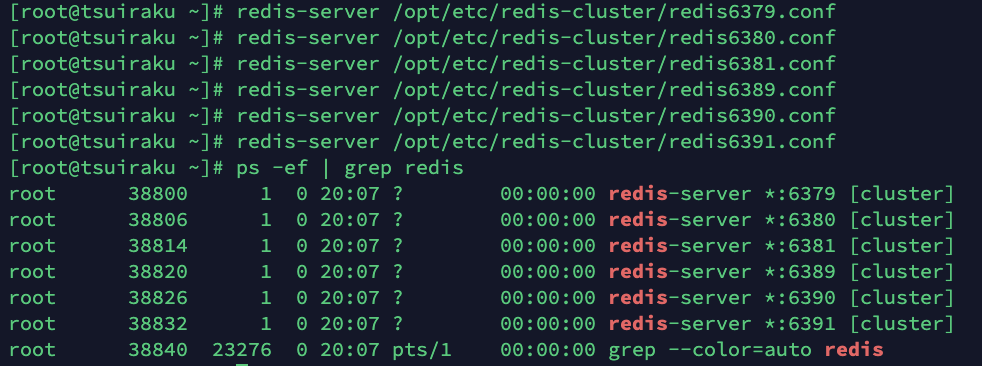 [root@tsuiraku ~]# redis-server /opt/etc/redis-cluster/redis6379.conf
[root@tsuiraku ~]# redis-server /opt/etc/redis-cluster/redis6380.conf
[root@tsuiraku ~]# redis-server /opt/etc/redis-cluster/redis6381.conf
[root@tsuiraku ~]# redis-server /opt/etc/redis-cluster/redis6389.conf
[root@tsuiraku ~]# redis-server /opt/etc/redis-cluster/redis6390.conf
[root@tsuiraku ~]# redis-server /opt/etc/redis-cluster/redis6391.conf
[root@tsuiraku ~]# ps -ef | grep redis
root      38800      1  0 20:07 ?        00:00:00 redis-server *:6379 [cluster]
root      38806      1  0 20:07 ?        00:00:00 redis-server *:6380 [cluster]
root      38814      1  0 20:07 ?        00:00:00 redis-server *:6381 [cluster]
root      38820      1  0 20:07 ?        00:00:00 redis-server *:6389 [cluster]
root      38826      1  0 20:07 ?        00:00:00 redis-server *:6390 [cluster]
root      38832      1  0 20:07 ?        00:00:00 redis-server *:6391 [cluster]
root      38840  23276  0 20:07 pts/1    00:00:00 grep --color=auto redis